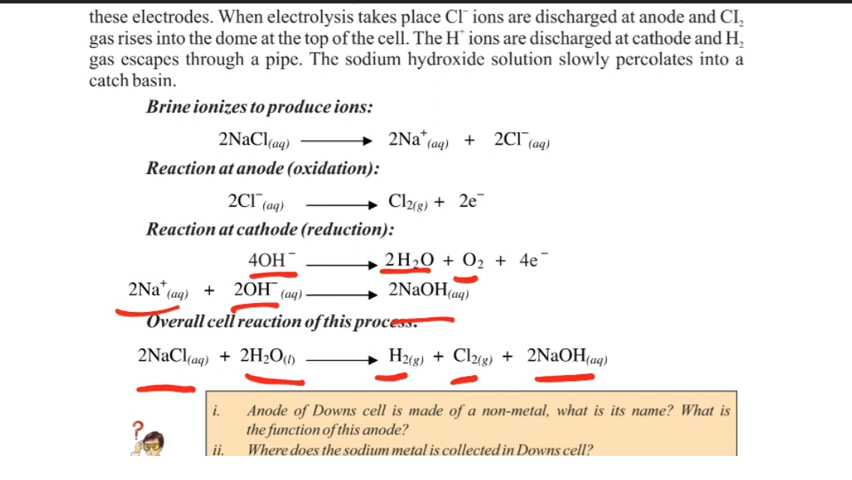 these electrodes. When electrolysis takes place Cl⁻ ions are discharged at anode and CI₂
gas rises into the dome at the top of the cell. The H⁺ ions are discharged at cathode and H₂
gas escapes through a pipe. The sodium hydroxide solution slowly percolates into a
catch basin.
Brine ionizes to produce ions:
2NaCl(aq) ⟶ 2Na⁺(aq) + 2Cl⁻(aq)
Reaction at anode (oxidation):
2Cl⁻(aq) ⟶ Cl₂(g) + 2e⁻
Reaction at cathode (reduction):
4OH⁻ ⟶ 2H₂O + O₂ + 4e⁻
2Na⁺(aq) + 2OH⁻(aq) ⟶ 2NaOH(aq)
Overall cell reaction of this process:
2NaCl(aq) + 2H₂O(l) ⟶ H₂(g) + Cl₂(g) + 2NaOH(aq)
?
i. Anode of Downs cell is made of a non-metal, what is its name? What is
the function of this anode?
ii. Where does the sodium metal is collected in Downs cell?